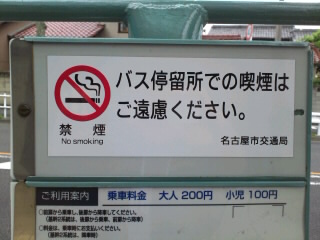 バス停留所での喫煙は
ご遠慮ください。
禁煙
No smoking
名古屋市交通局
ご利用案内 乗車料金 大人200円 小児100円